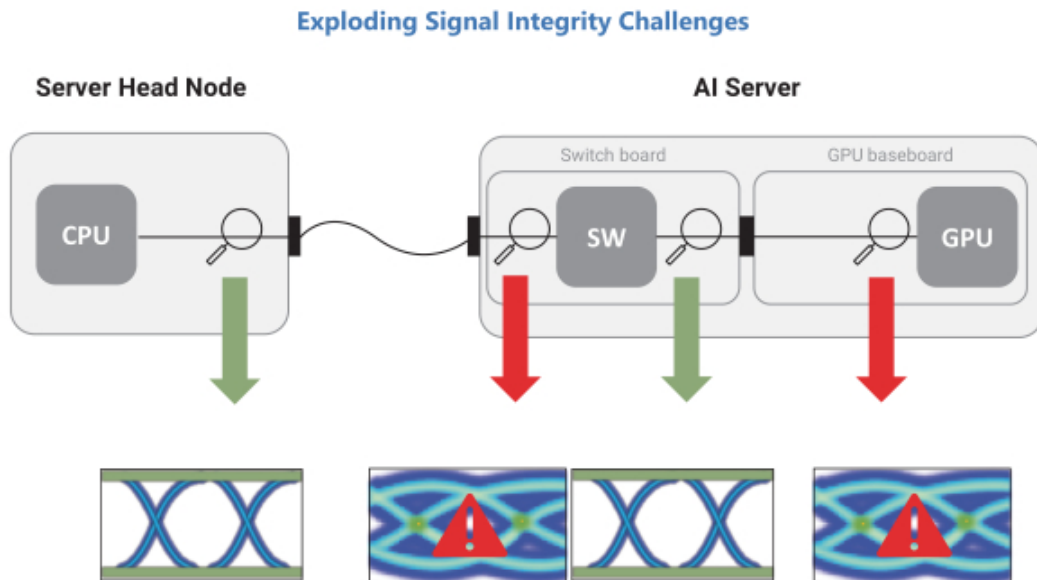 Exploding Signal Integrity Challenges
Server Head Node
AI Server
Switch board
GPU baseboard
CPU
SW
GPU